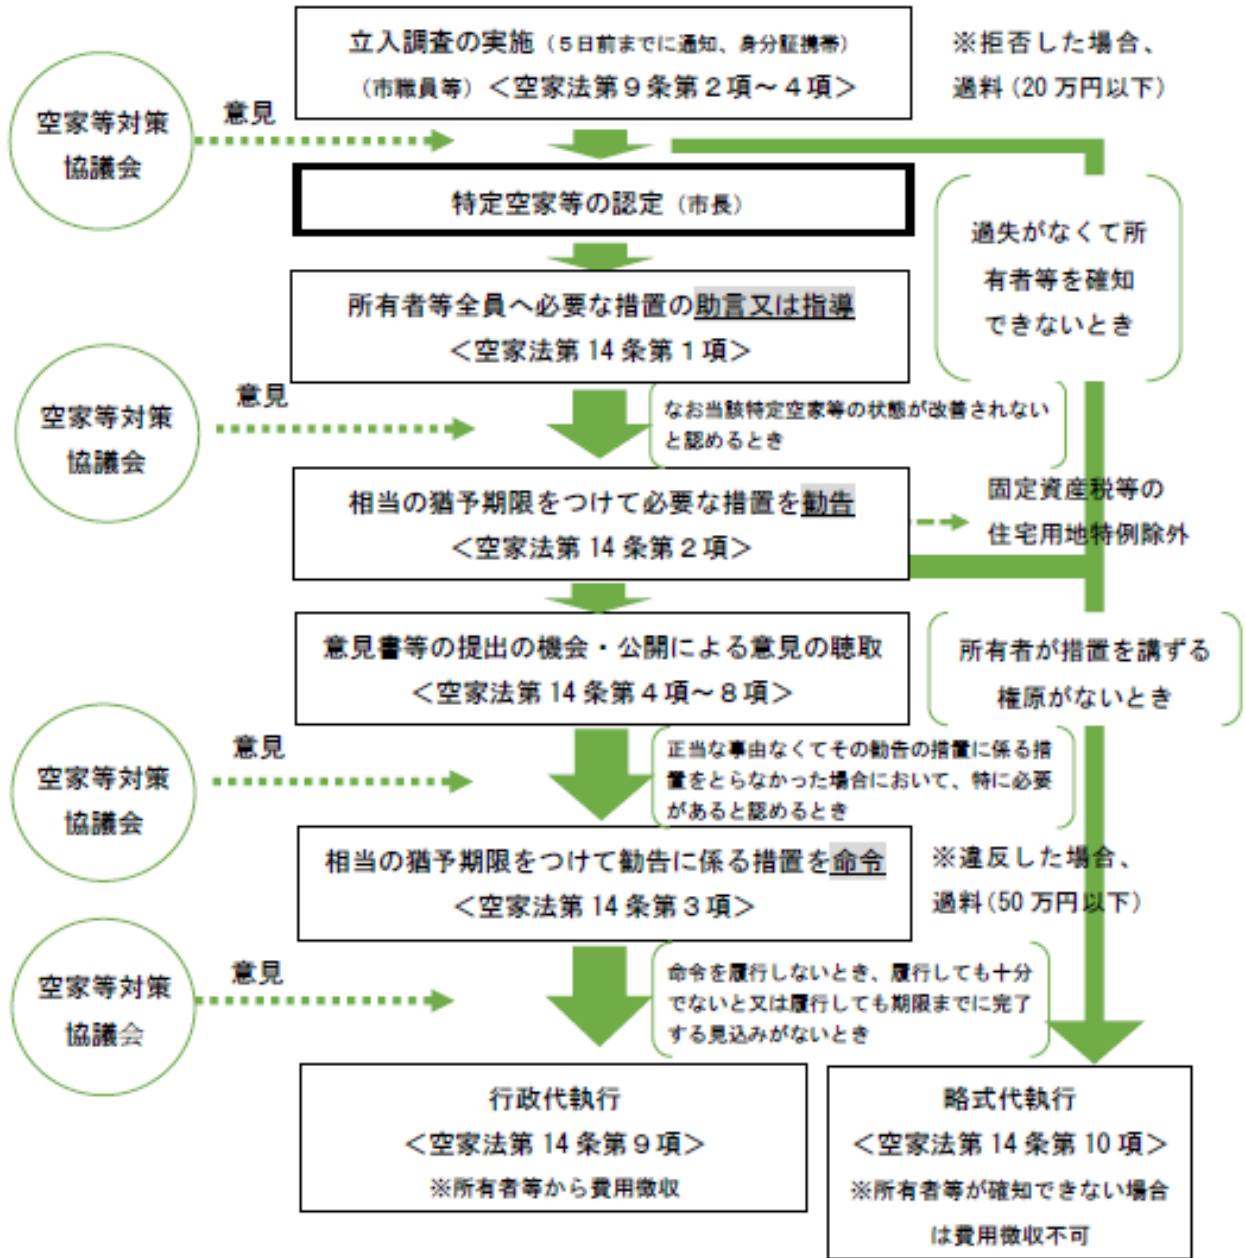 立入調査の実施（５日前までに通知、身分証携帯）
（市職員等）＜空家法第９条第２項～４項＞
※拒否した場合、
過料（20 万円以下）
空家等対策
協議会
意見
特定空家等の認定（市長）
過失がなくて所
有者等を確知
できないとき
所有者等全員へ必要な措置の助言又は指導
＜空家法第 14 条第１項＞
空家等対策
協議会
意見
なお当該特定空家等の状態が改善されない
と認めるとき
相当の猶予期限をつけて必要な措置を勧告
＜空家法第 14 条第２項＞
固定資産税等の
住宅用地特例除外
意見書等の提出の機会・公開による意見の聴取
＜空家法第 14 条第４項～８項＞
所有者が措置を講ずる
権原がないとき
空家等対策
協議会
意見
正当な事由なくてその勧告の措置に係る措
置をとらなかった場合において、特に必要
があると認めるとき
相当の猶予期限をつけて勧告に係る措置を命令
＜空家法第 14 条第３項＞
※違反した場合、
過料（50 万円以下）
空家等対策
協議会
意見
命令を履行しないとき、履行しても十分
でないと又は履行しても期限までに完了
する見込みがないとき
行政代執行
＜空家法第 14 条第９項＞
※所有者等から費用徴収
略式代執行
＜空家法第 14 条第 10 項＞
※所有者等が確知できない場合
は費用徴収不可